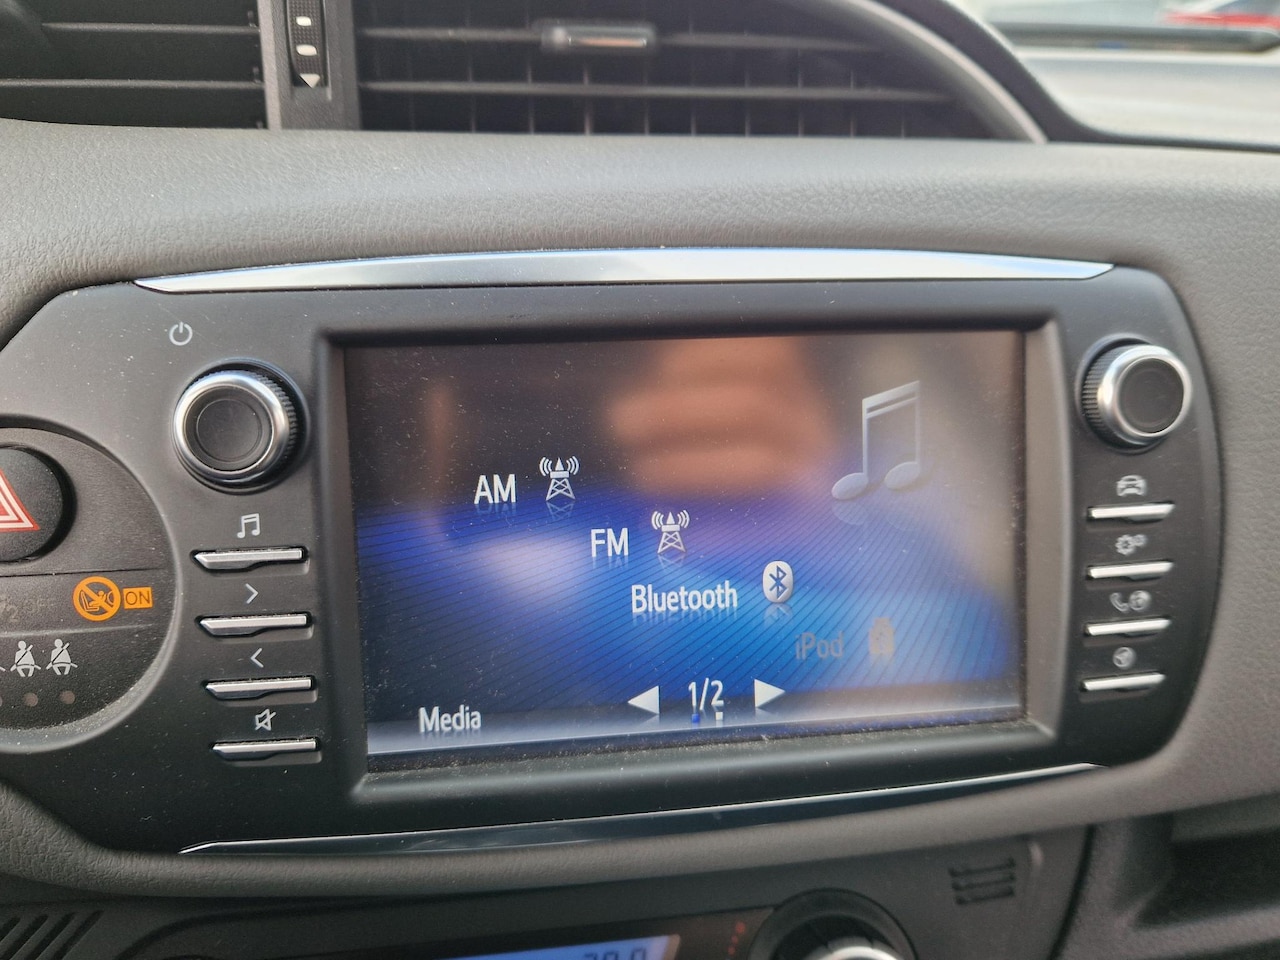 AM
FM
Bluetooth
iPod
1/2
Media
ON